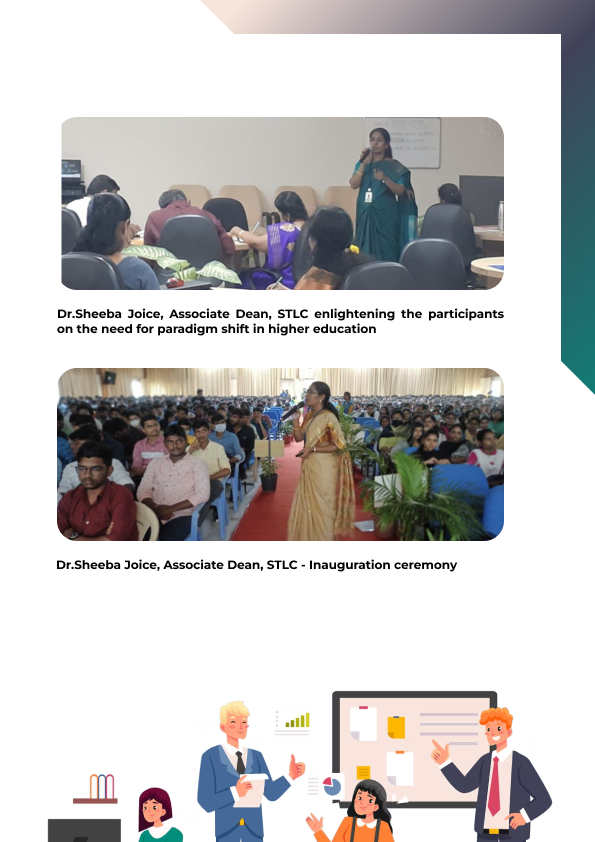 Dr.Sheeba Joice, Associate Dean, STLC enlightening the participants
on the need for paradigm shift in higher education
Dr.Sheeba Joice, Associate Dean, STLC - Inauguration ceremony